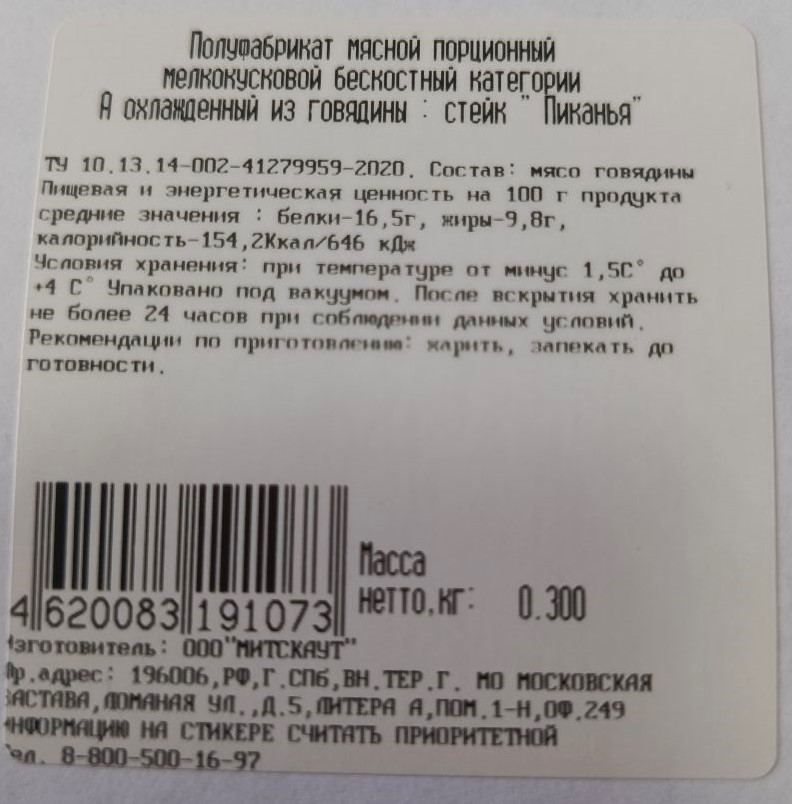 Полуфабрикат мясной порционный
мелкокусковой бескостный категории
А охлажденный из говядины : стейк " Пиканья"
ТУ 10.13.14-002-41279959-2020. Состав: мясо говядины
Пищевая и энергетическая ценность на 100 г продукта
средние значения : белки-16,5г, жиры-9,8г,
калорийность-154,2Ккал/646 кДж
Условия хранения: при температуре от минус 1,5С° до
+4 С° Упаковано под вакуумом. После вскрытия хранить
не более 24 часов при соблюдении данных условий.
Рекомендации по приготовлению: жарить, запекать до
готовности.
Масса
нетто,кг: 0.300
4 620083 191073
Изготовитель: ООО"МИТСКАУТ"
Юр.адрес: 196006,РФ,Г.СПб,ВН.ТЕР.Г. МО МОСКОВСКАЯ
ЗАСТАВА,ЛОМАНАЯ УЛ.,Д.5,ЛИТЕРА А,ПОМ.1-Н,ОФ.249
ИНФОРМАЦИЮ НА СТИКЕРЕ СЧИТАТЬ ПРИОРИТЕТНОЙ
Тел. 8-800-500-16-97